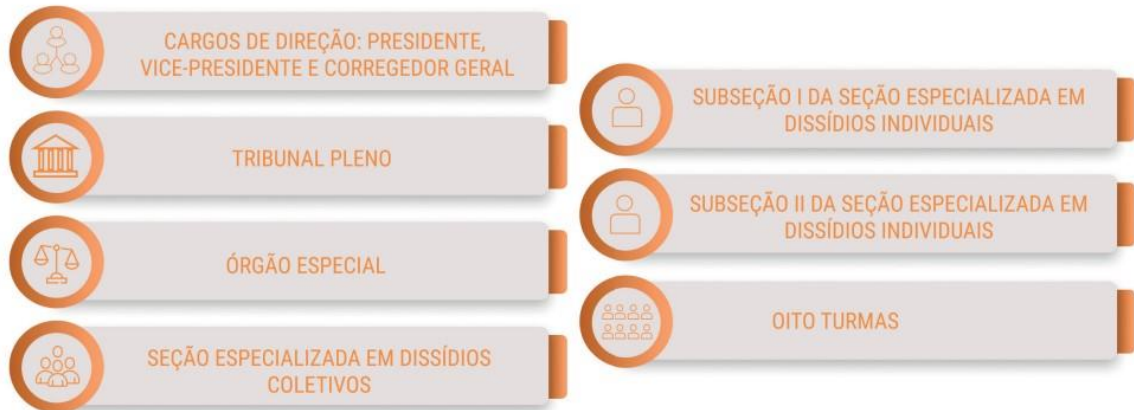 CARGOS DE DIREÇÃO: PRESIDENTE,
VICE-PRESIDENTE E CORREGEDOR GERAL
TRIBUNAL PLENO
ÓRGÃO ESPECIAL
SEÇÃO ESPECIALIZADA EM DISSÍDIOS
COLETIVOS
SUBSEÇÃO I DA SEÇÃO ESPECIALIZADA EM
DISSÍDIOS INDIVIDUAIS
SUBSEÇÃO II DA SEÇÃO ESPECIALIZADA EM
DISSÍDIOS INDIVIDUAIS
OITO TURMAS